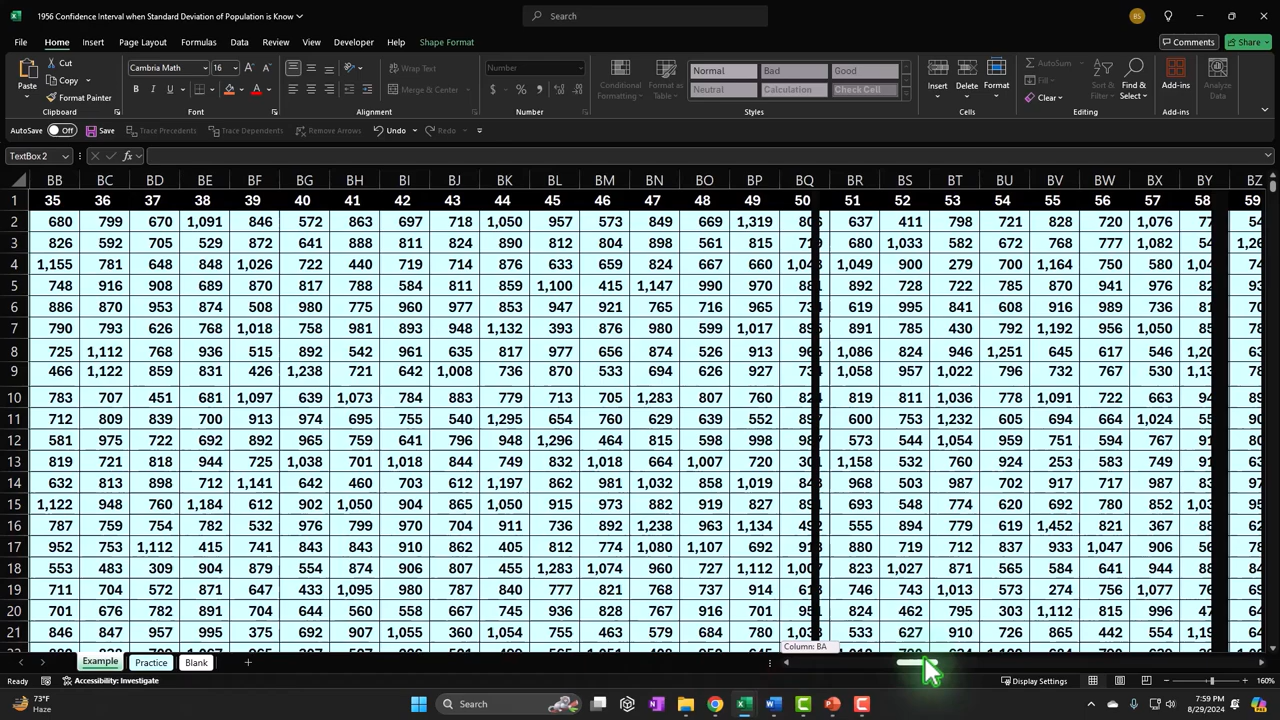 1956 Confidence Interval when Standard Deviation of Population is Know
Search
BS
File Home Insert Page Layout Formulas Data Review View Developer Help Shape Format
Comments Share
Paste Cut Copy Format Painter Clipboard
Cambria Math 16 Font
Wrap Text Merge & Center Alignment
Number Number
Conditional Formatting Format as Table
Normal Bad Good
Neutral Calculation Check Cell
Styles
Insert Delete Format Cells
AutoSum Fill Clear Sort & Filter Find & Select Editing
Add-ins Add-ins
Analyze Data
AutoSave Off Save Trace Precedents Trace Dependents Remove Arrows Undo Redo
TextBox 2 fx
BB BC BD BE BF BG BH BI BJ BK BL BM BN BO BP BQ BR BS BT BU BV BW BX BY BZ
1 35 36 37 38 39 40 41 42 43 44 45 46 47 48 49 50 51 52 53 54 55 56 57 58 59
2 680 799 670 1,091 846 572 863 697 718 1,050 957 573 849 669 1,319 637 411 798 721 828 720 1,076
3 826 592 705 529 872 641 888 811 824 890 812 804 898 561 815 680 1,033 582 672 768 777 1,082
4 1,155 781 648 848 1,026 722 440 719 714 876 633 659 824 667 660 1,049 900 279 700 1,164 750 580
5 748 916 908 689 870 817 788 584 811 859 1,100 415 1,147 990 970 892 728 722 785 870 941 976
6 886 870 953 874 508 980 775 960 977 853 947 921 765 716 965 619 995 841 608 916 989 736
7 790 793 626 768 1,018 758 981 893 948 1,132 393 876 980 599 1,017 891 785 430 792 1,192 956 1,050
8 725 1,112 768 936 515 892 542 961 635 817 977 656 874 526 913 1,086 824 946 1,251 645 617 546
9 466 1,122 859 831 426 1,238 721 642 1,008 736 870 533 694 626 927 1,058 957 1,022 796 732 767 530
10 783 707 451 681 1,097 639 1,073 784 883 779 713 705 1,283 807 760 819 811 1,036 778 1,091 722 663
11 712 809 839 700 913 974 695 755 540 1,295 654 760 629 639 552 600 753 1,232 605 694 664 1,024
12 581 975 722 692 892 965 759 641 796 948 1,296 464 815 598 998 573 544 1,054 959 751 594 767
13 819 721 818 944 725 1,038 701 1,018 844 749 832 1,018 664 1,007 720 1,158 532 760 924 253 583 749
14 632 813 898 712 1,141 642 460 703 612 1,197 862 981 1,032 858 1,019 968 503 987 702 917 717 987
15 1,122 948 760 1,184 612 902 1,050 904 864 1,050 915 973 882 919 827 506 548 774 620 692 780 852
16 787 759 754 782 532 976 799 970 704 911 736 892 1,238 963 1,134 555 894 779 619 1,452 821 367
17 952 753 1,112 415 741 843 843 910 862 405 812 774 1,080 1,107 692 880 719 712 837 933 1,047 906
18 553 483 309 904 879 554 874 906 807 455 1,283 1,074 960 727 1,112 823 1,027 871 565 584 641 944
19 711 704 572 871 647 433 1,095 980 787 840 777 821 768 714 914 746 743 1,013 573 274 756 1,077
20 701 676 782 891 704 644 560 558 667 745 936 828 767 916 701 824 462 795 303 1,112 815 996
21 846 847 957 995 375 692 907 1,055 360 1,054 755 463 579 684 780 533 627 910 726 865 442 554
Column: BA
Example Practice Blank
Ready Accessibility: Investigate Display Settings 160%
73°F
Haze
Search
7:59 PM
8/29/2024